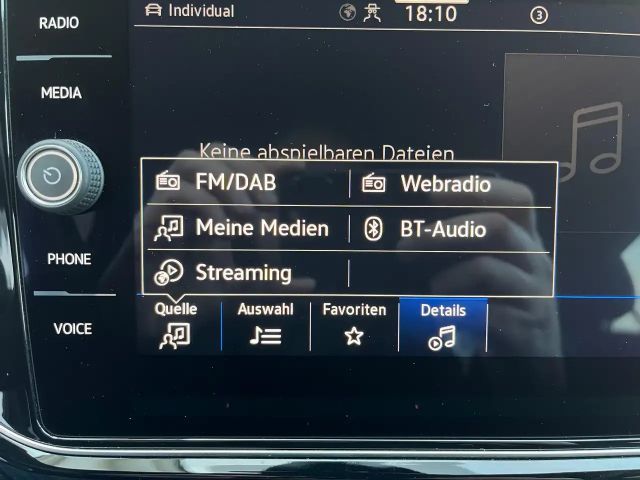 RADIO
MEDIA
PHONE
VOICE
Individual
18:10
3
Keine abspielbaren Dateien
FM/DAB
Webradio
Meine Medien
BT-Audio
Streaming
Quelle
Auswahl
Favoriten
Details